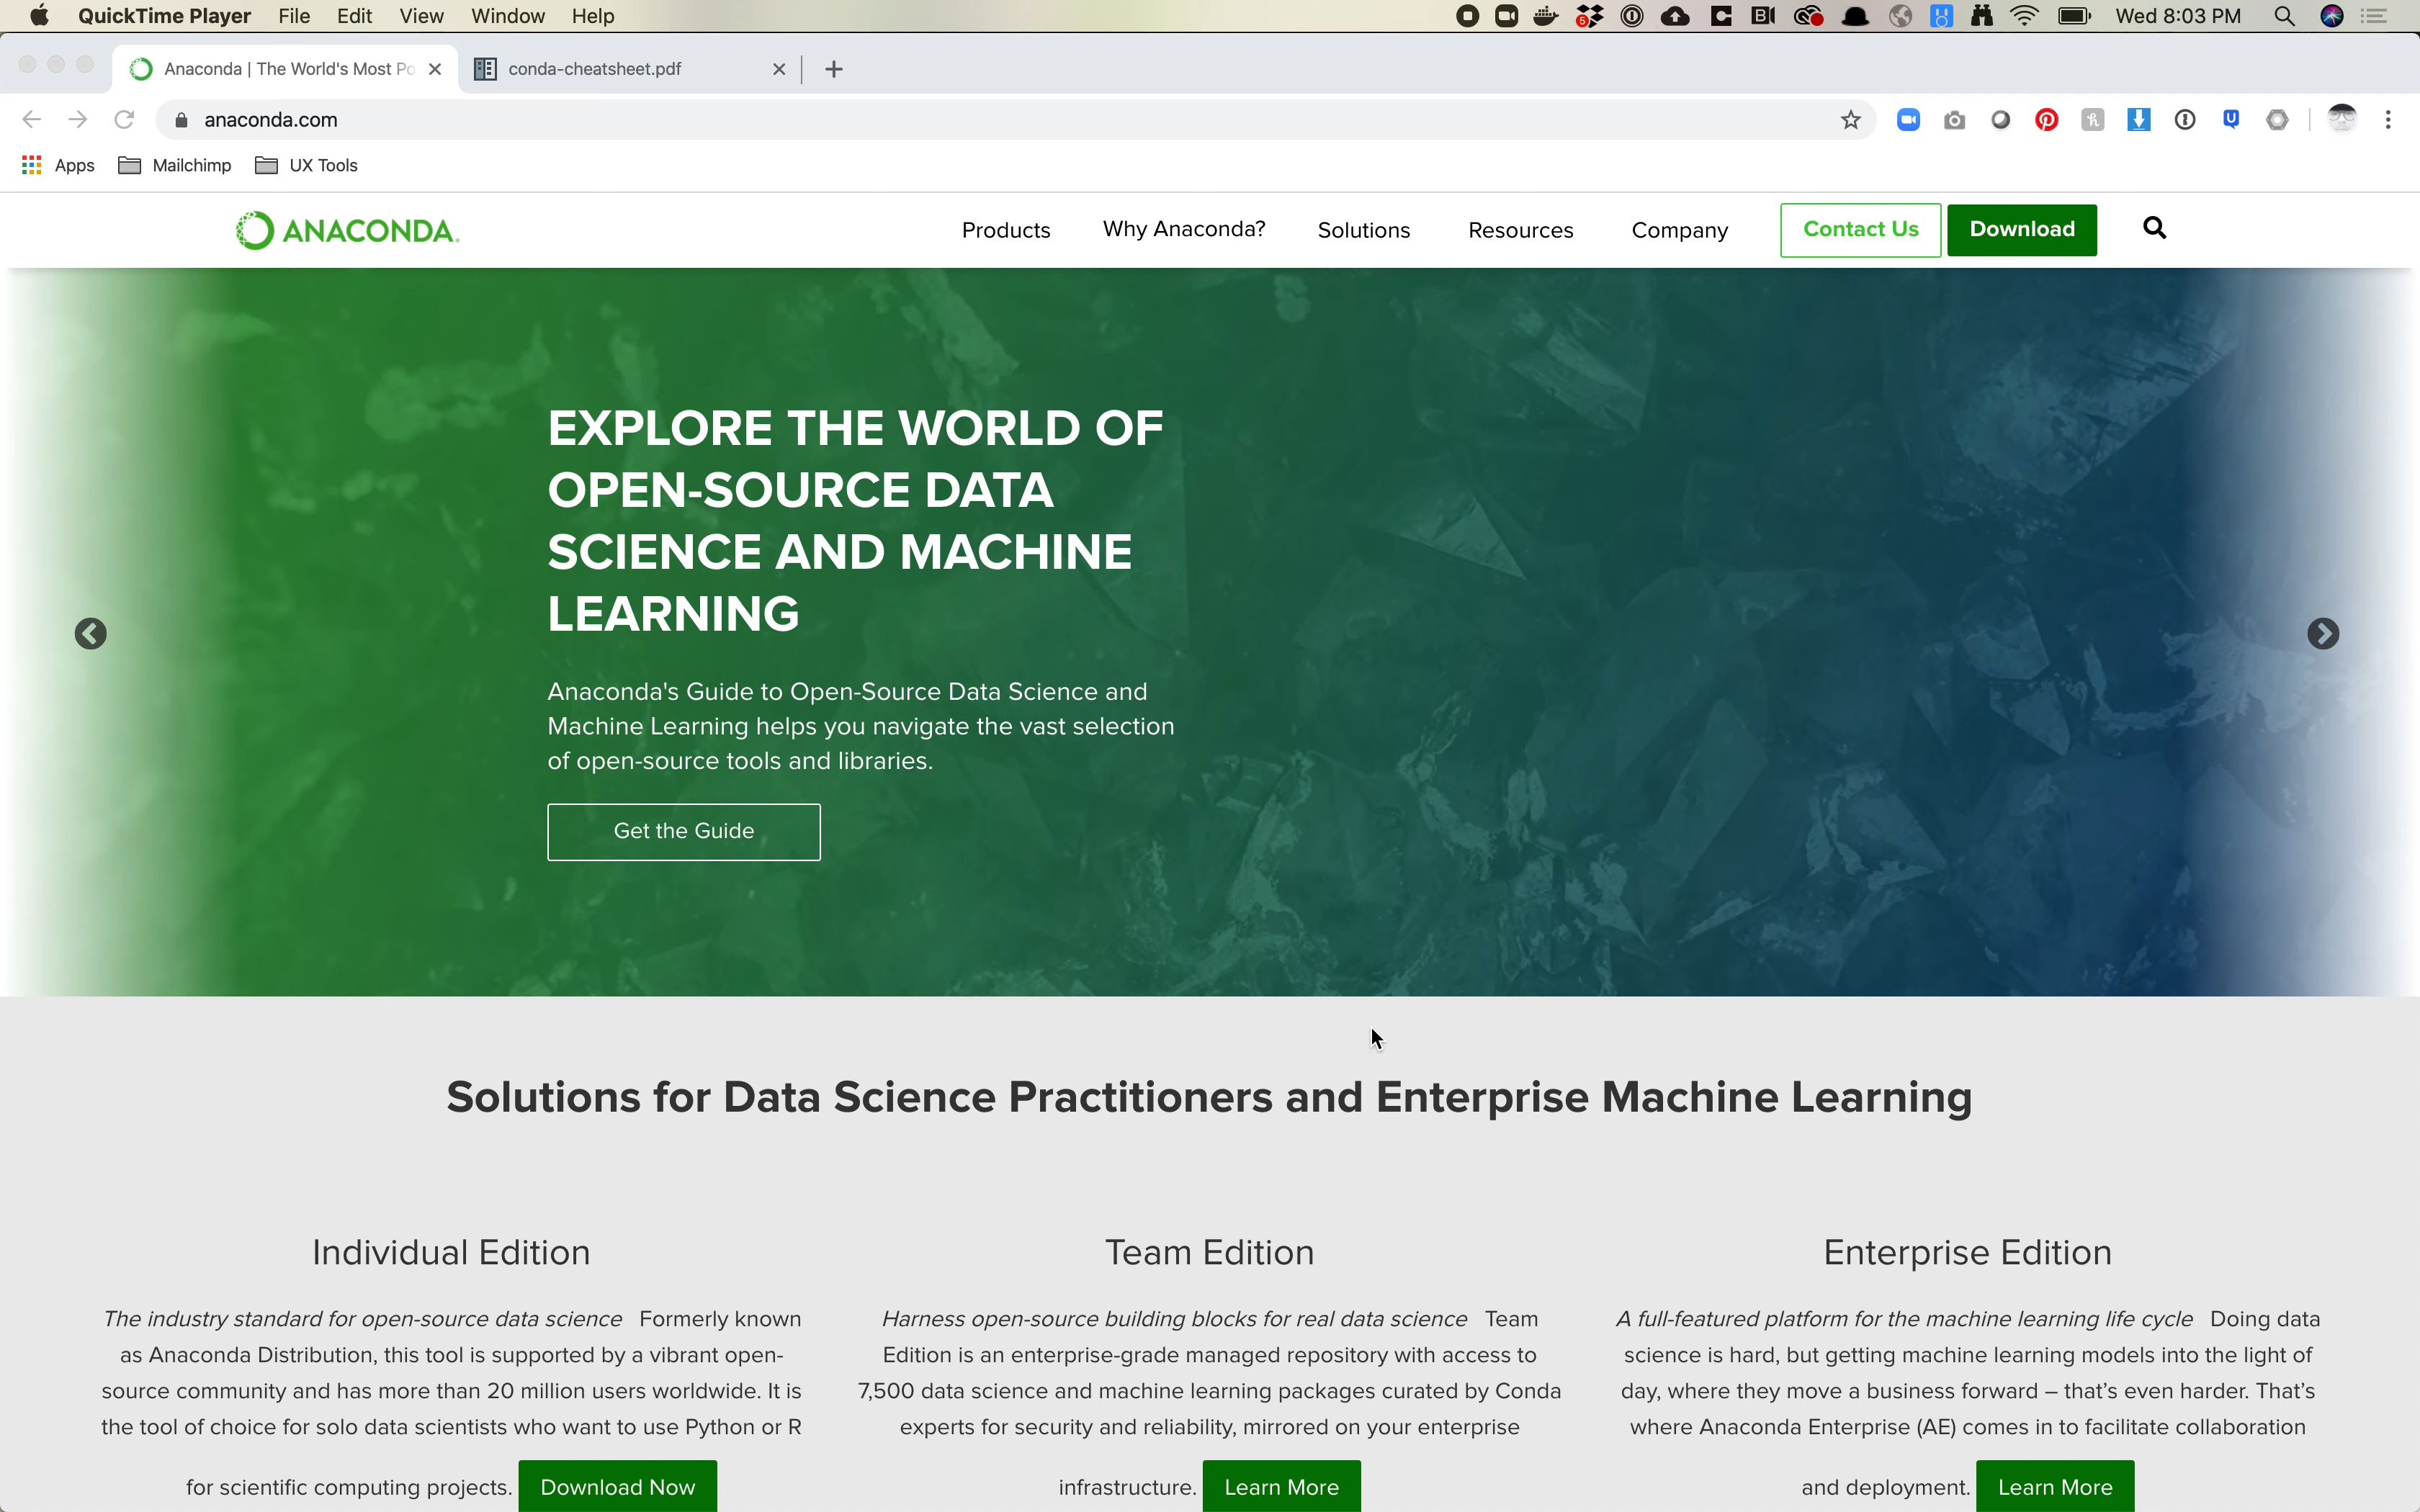 QuickTime Player File Edit View Window Help Wed 8:03 PM
Anaconda | The World's Most Po conda-cheatsheet.pdf
anaconda.com
Apps Mailchimp UX Tools
ANACONDA. Products Why Anaconda? Solutions Resources Company Contact Us Download
EXPLORE THE WORLD OF
OPEN-SOURCE DATA
SCIENCE AND MACHINE
LEARNING
Anaconda's Guide to Open-Source Data Science and
Machine Learning helps you navigate the vast selection
of open-source tools and libraries.
Get the Guide
Solutions for Data Science Practitioners and Enterprise Machine Learning
Individual Edition
The industry standard for open-source data science Formerly known
as Anaconda Distribution, this tool is supported by a vibrant open-
source community and has more than 20 million users worldwide. It is
the tool of choice for solo data scientists who want to use Python or R
for scientific computing projects. Download Now
Team Edition
Harness open-source building blocks for real data science Team
Edition is an enterprise-grade managed repository with access to
7,500 data science and machine learning packages curated by Conda
experts for security and reliability, mirrored on your enterprise
infrastructure. Learn More
Enterprise Edition
A full-featured platform for the machine learning life cycle Doing data
science is hard, but getting machine learning models into the light of
day, where they move a business forward – that’s even harder. That’s
where Anaconda Enterprise (AE) comes in to facilitate collaboration
and deployment. Learn More